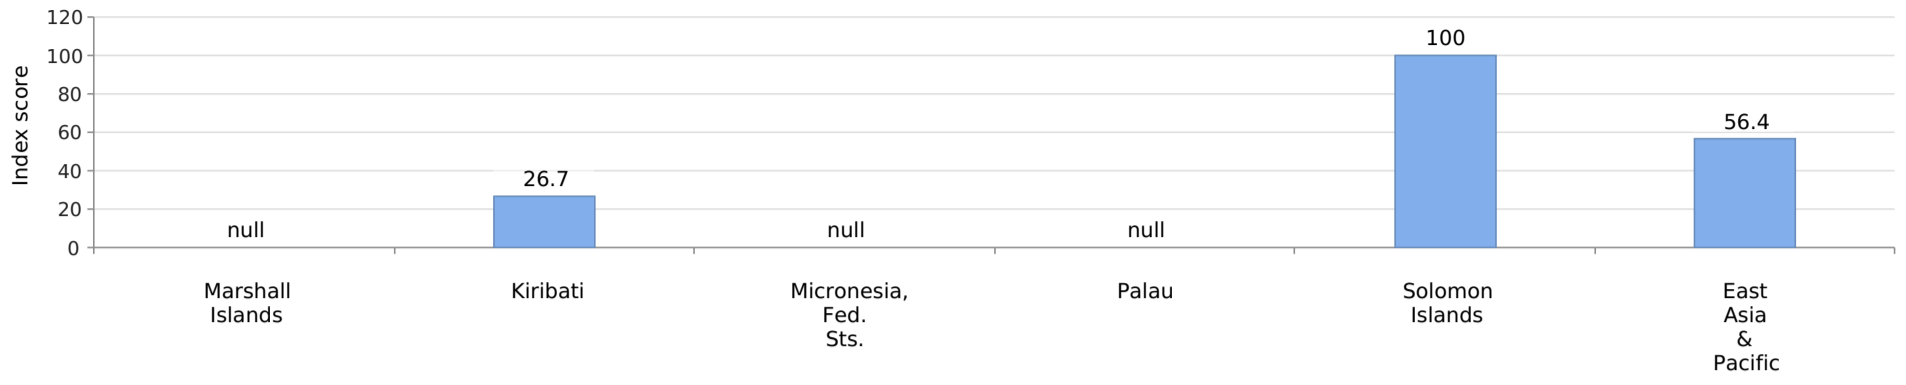 120
100
80
60
40
20
0
Index score
null
26.7
null
null
100
56.4
Marshall
Islands
Kiribati
Micronesia,
Fed.
Sts.
Palau
Solomon
Islands
East
Asia
&
Pacific